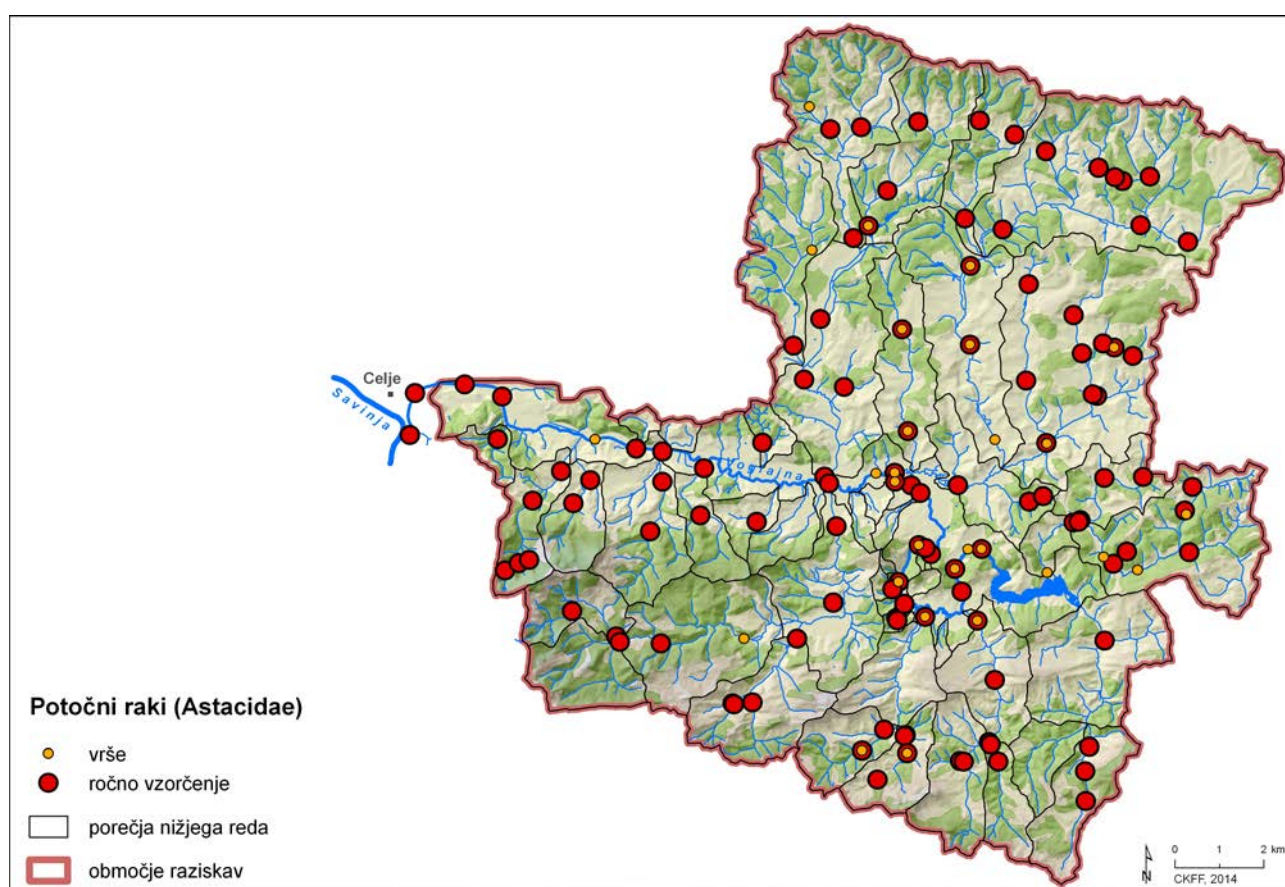 Celje
Savinja
Voglajna
Potočni raki (Astacidae)
vrše
ročno vzorčenje
porečja nižjega reda
območje raziskav
0 1 2 km
CKFF, 2014